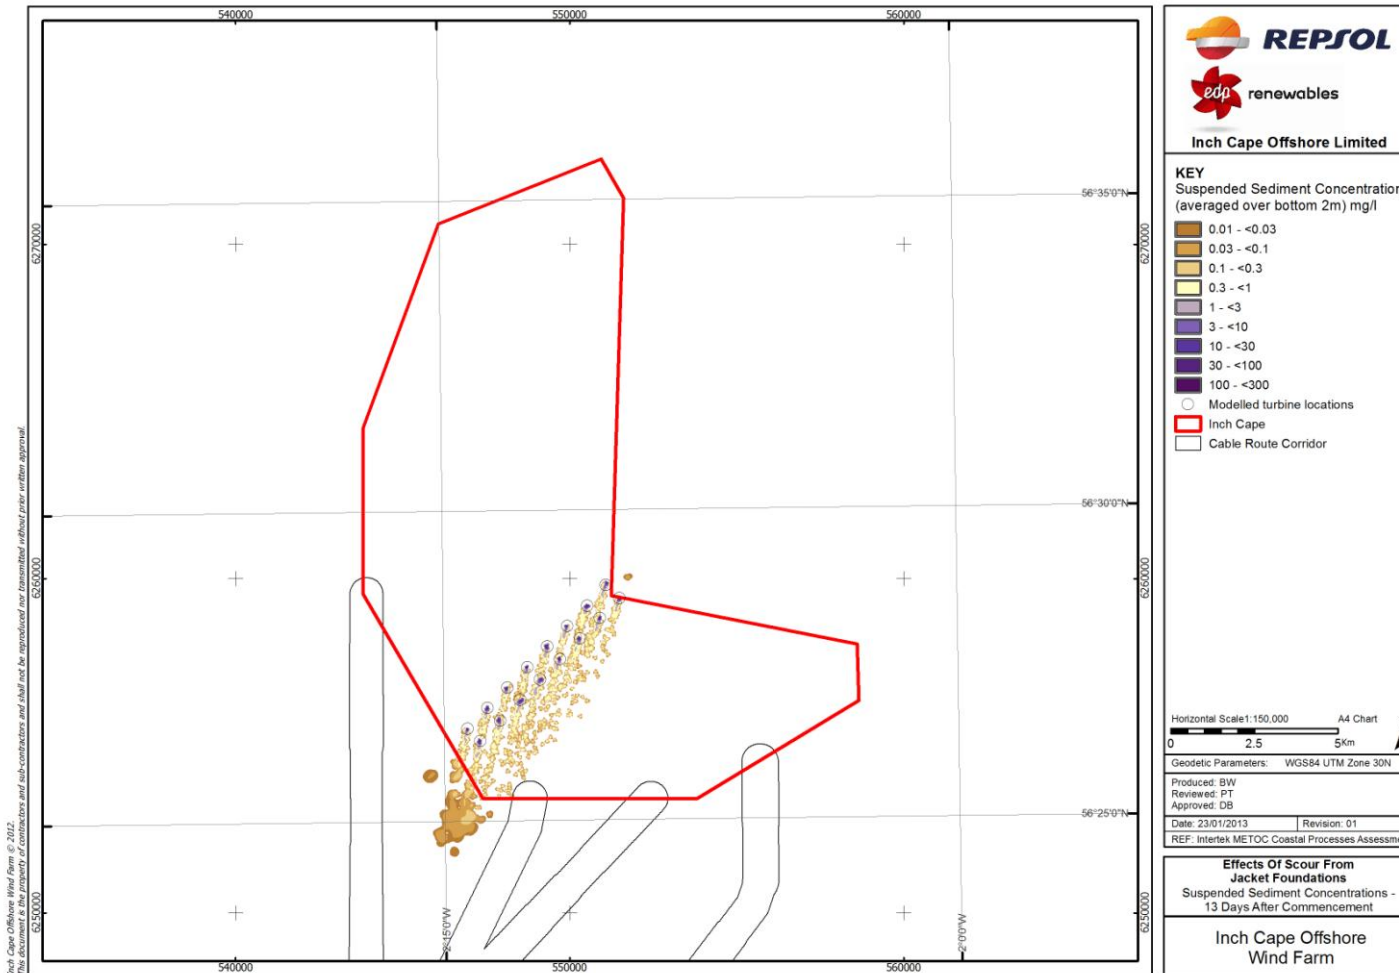 540000
550000
560000
56°35'0"N
6270000
6270000
56°30'0"N
6260000
6260000
56°25'0"N
6250000
6250000
2°15'0"W
2°0'0"W
540000
550000
560000
Inch Cape Offshore Wind Farm © 2012.
This document is the property of contractors and sub-contractors and shall not be reproduced nor transmitted without prior written approval.
REPSOL
edp renewables
Inch Cape Offshore Limited
KEY
Suspended Sediment Concentration
(averaged over bottom 2m) mg/l
0.01 - <0.03
0.03 - <0.1
0.1 - <0.3
0.3 - <1
1 - <3
3 - <10
10 - <30
30 - <100
100 - <300
Modelled turbine locations
Inch Cape
Cable Route Corridor
Horizontal Scale1:150,000 A4 Chart
0 2.5 5Km
Geodetic Parameters: WGS84 UTM Zone 30N
Produced: BW
Reviewed: PT
Approved: DB
Date: 23/01/2013 Revision: 01
REF: Intertek METOC Coastal Processes Assessm
Effects Of Scour From
Jacket Foundations
Suspended Sediment Concentrations -
13 Days After Commencement
Inch Cape Offshore
Wind Farm